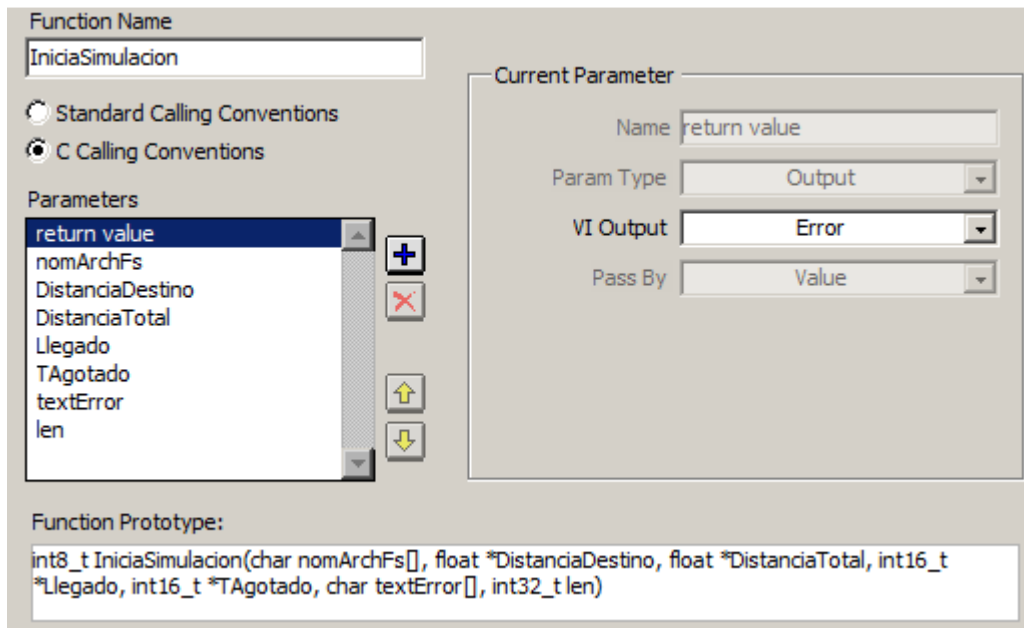 Function Name
IniciaSimulacion
Standard Calling Conventions
C Calling Conventions
Parameters
return value
nomArchFs
DistanciaDestino
DistanciaTotal
Llegado
TAgotado
textError
len
Current Parameter
Name return value
Param Type Output
VI Output Error
Pass By Value
Function Prototype:
int8_t IniciaSimulacion(char nomArchFs[], float *DistanciaDestino, float *DistanciaTotal, int16_t
*Llegado, int16_t *TAgotado, char textError[], int32_t len)